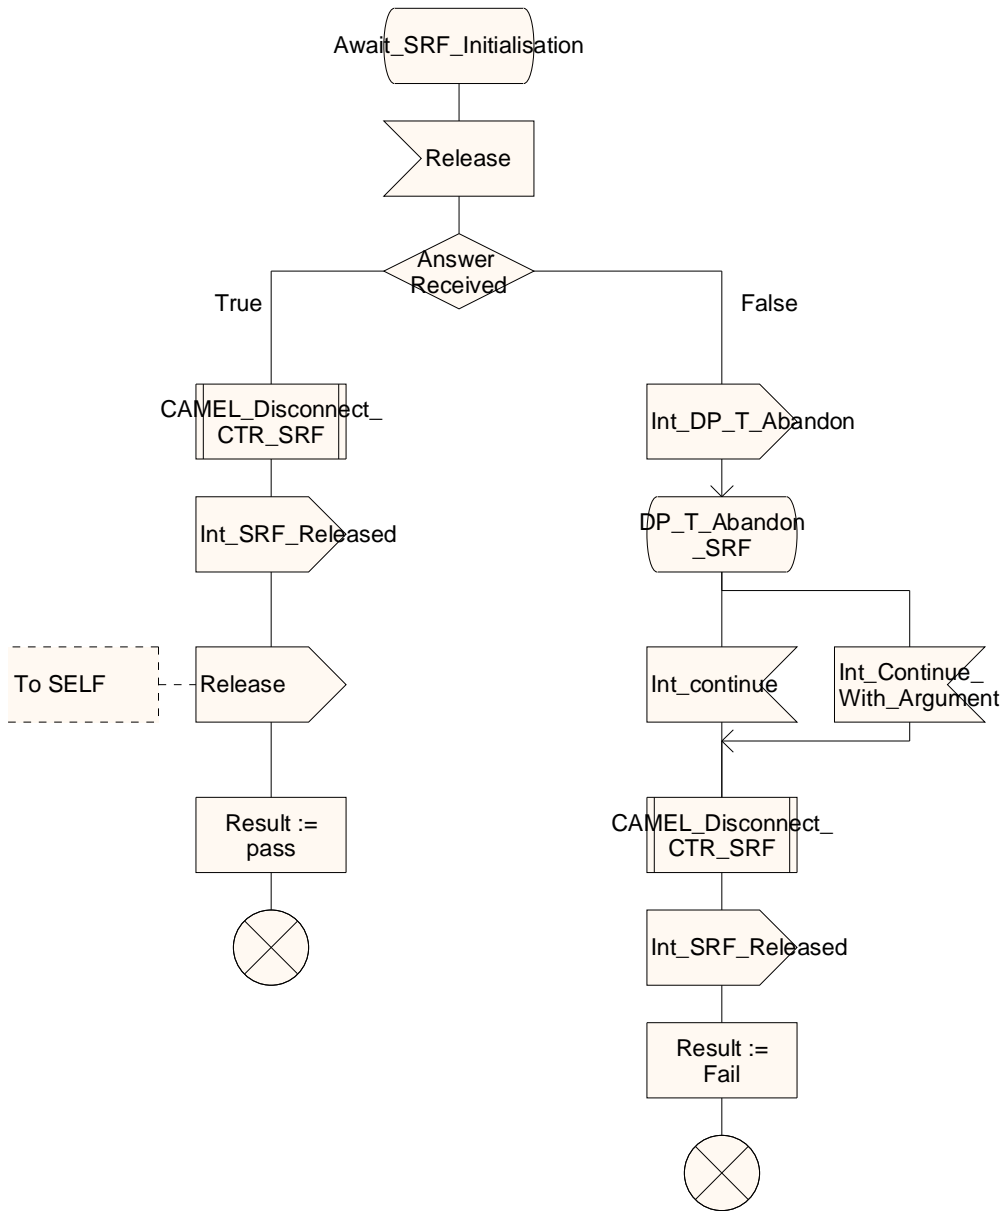 Await_SRF_Initialisation
Release
Answer
Received
True
False
CAMEL_Disconnect_
CTR_SRF
Int_DP_T_Abandon
Int_SRF_Released
DP_T_Abandon
_SRF
To SELF
Release
Int_continue
Int_Continue_
With_Argument
Result :=
pass
CAMEL_Disconnect_
CTR_SRF
Int_SRF_Released
Result :=
Fail